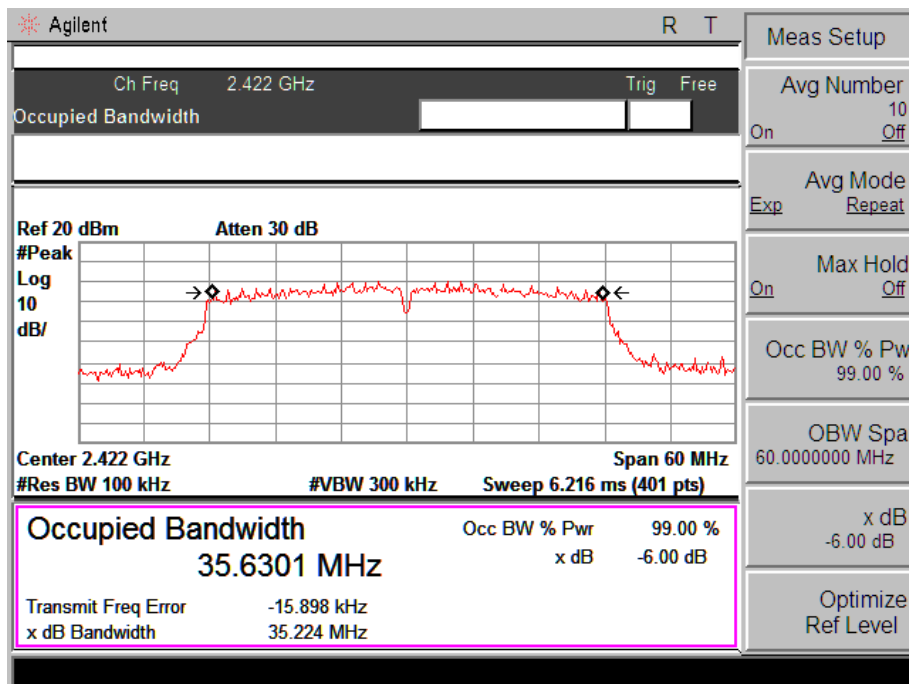 Agilent R T
Ch Freq 2.422 GHz Trig Free
Occupied Bandwidth
Ref 20 dBm Atten 30 dB
#Peak
Log
10
dB/
Center 2.422 GHz Span 60 MHz
#Res BW 100 kHz #VBW 300 kHz Sweep 6.216 ms (401 pts)
Occupied Bandwidth Occ BW % Pwr 99.00 %
35.6301 MHz x dB -6.00 dB
Transmit Freq Error -15.898 kHz
x dB Bandwidth 35.224 MHz
Meas Setup
Avg Number
10
On Off
Avg Mode
Exp Repeat
Max Hold
On Off
Occ BW % Pw
99.00 %
OBW Spa
60.0000000 MHz
x dB
-6.00 dB
Optimize
Ref Level